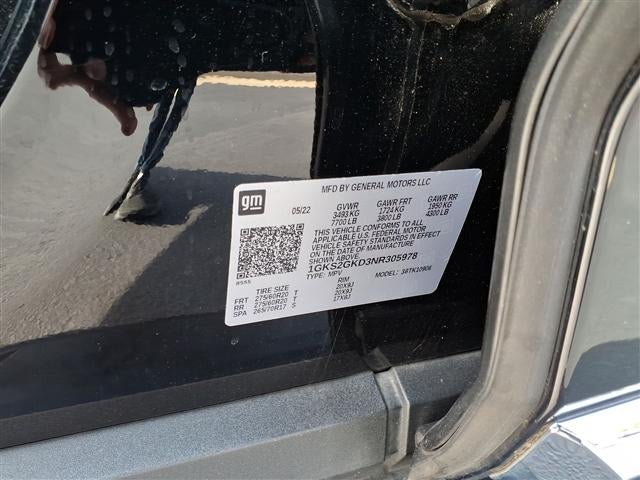 gm
MFD BY GENERAL MOTORS LLC
05/22 GVWR GAWR FRT GAWR RR
3493 KG 1724 KG 1950 KG
7700 LB 3800 LB 4300 LB
THIS VEHICLE CONFORMS TO ALL
APPLICABLE U.S. FEDERAL MOTOR
VEHICLE SAFETY STANDARDS IN EFFECT
ON THE DATE OF MANUFACTURE
1GKS2GKD3NR305978
TYPE: MPV MODEL:
TIRE SIZE RIM
FRT 275/60R20 T 20X9J
RR 275/60R20 T 20X9J
SPA 265/70R17 S 17X8J